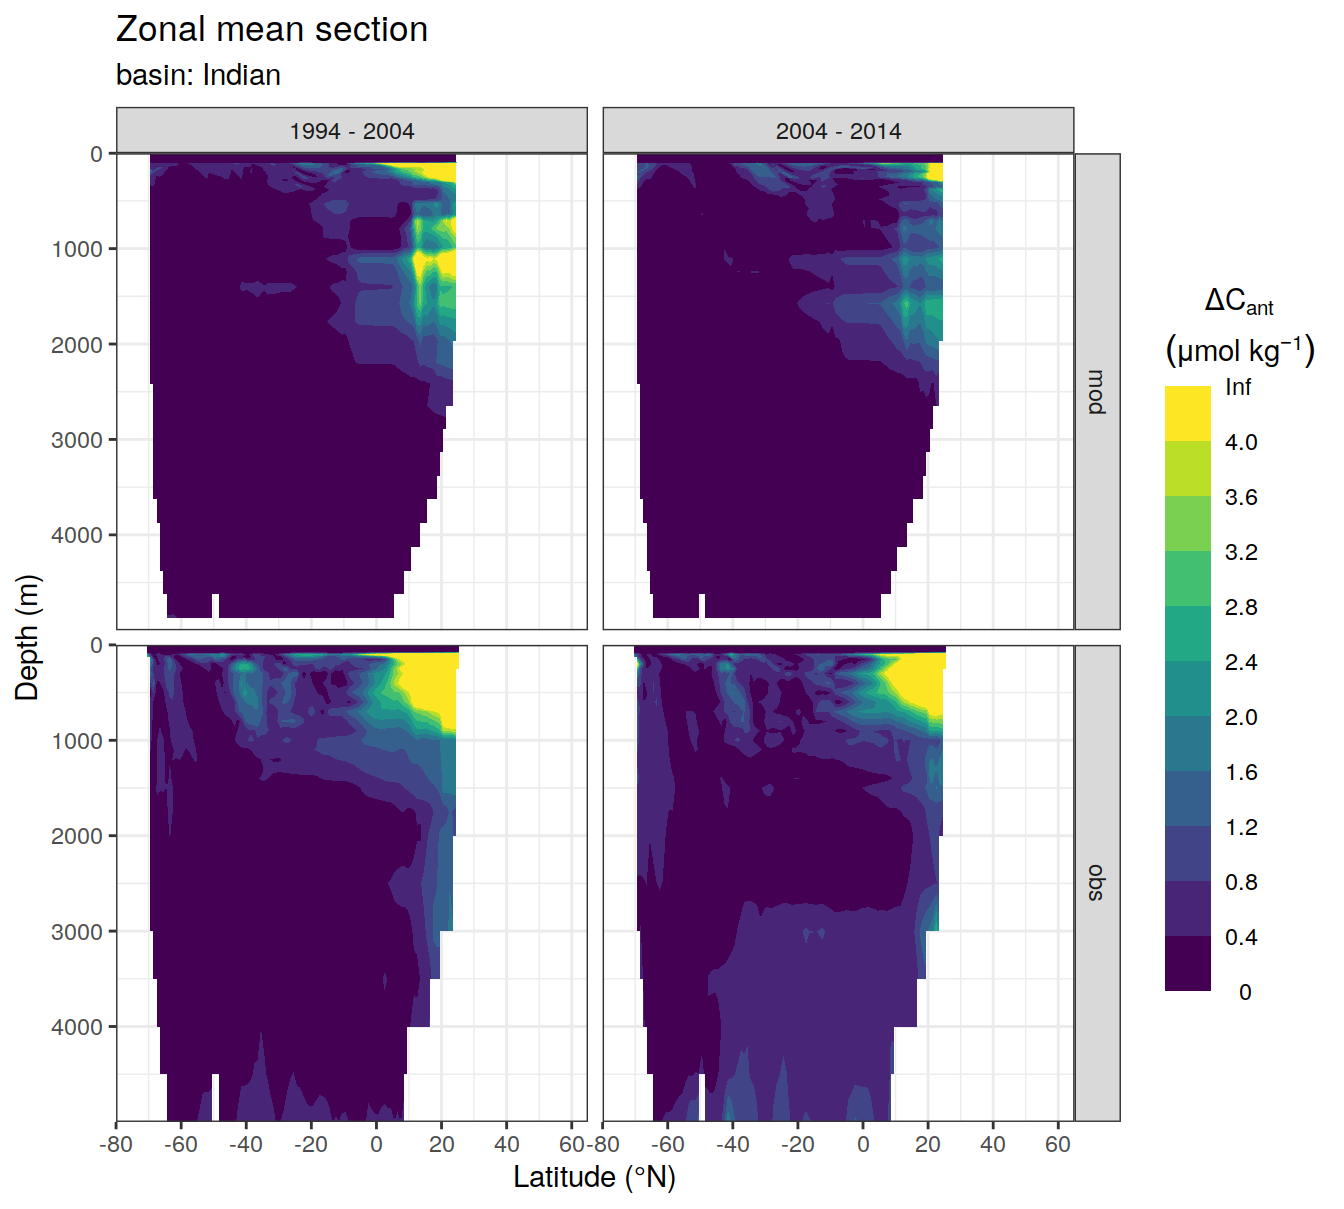 Zonal mean section
basin: Indian
1994 - 2004
2004 - 2014
0
1000
2000
3000
4000
mod
0
1000
2000
3000
4000
obs
Depth (m)
-80 -60 -40 -20 0 20 40 60
-80 -60 -40 -20 0 20 40 60
Latitude (°N)
ΔCant
(μmol kg⁻¹)
Inf
4.0
3.6
3.2
2.8
2.4
2.0
1.6
1.2
0.8
0.4
0